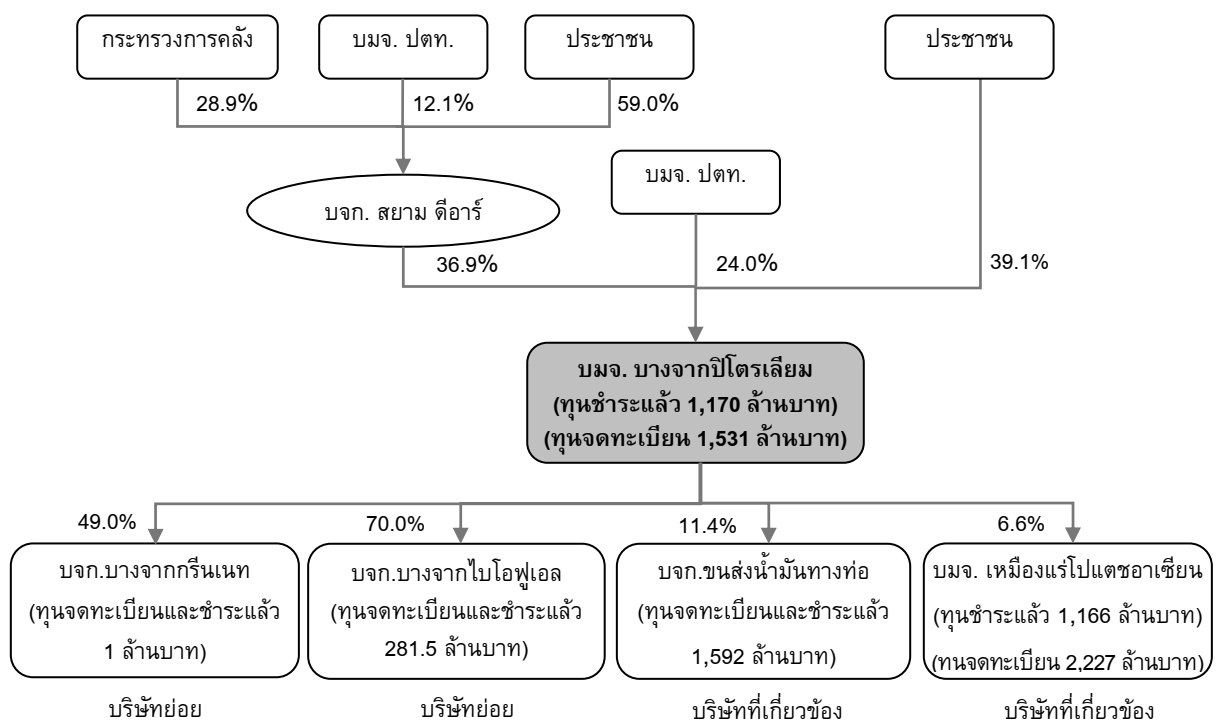 กระทรวงการคลัง
บมจ. ปตท.
ประชาชน
ประชาชน
28.9%
12.1%
59.0%
บมจ. ปตท.
บจก. สยาม ดีอาร์
36.9%
24.0%
39.1%
บมจ. บางจากปิโตรเลียม
(ทุนชำระแล้ว 1,170 ล้านบาท)
(ทุนจดทะเบียน 1,531 ล้านบาท)
49.0%
70.0%
11.4%
6.6%
บจก.บางจากกรีนเนท
(ทุนจดทะเบียนและชำระแล้ว
1 ล้านบาท)
บจก.บางจากไบโอฟูเอล
(ทุนจดทะเบียนและชำระแล้ว
281.5 ล้านบาท)
บจก.ขนส่งน้ำมันทางท่อ
(ทุนจดทะเบียนและชำระแล้ว
1,592 ล้านบาท)
บมจ. เหมืองแร่โปแตชอาเซียน
(ทุนชำระแล้ว 1,166 ล้านบาท)
(ทุนจดทะเบียน 2,227 ล้านบาท)
บริษัทย่อย
บริษัทย่อย
บริษัทที่เกี่ยวข้อง
บริษัทที่เกี่ยวข้อง